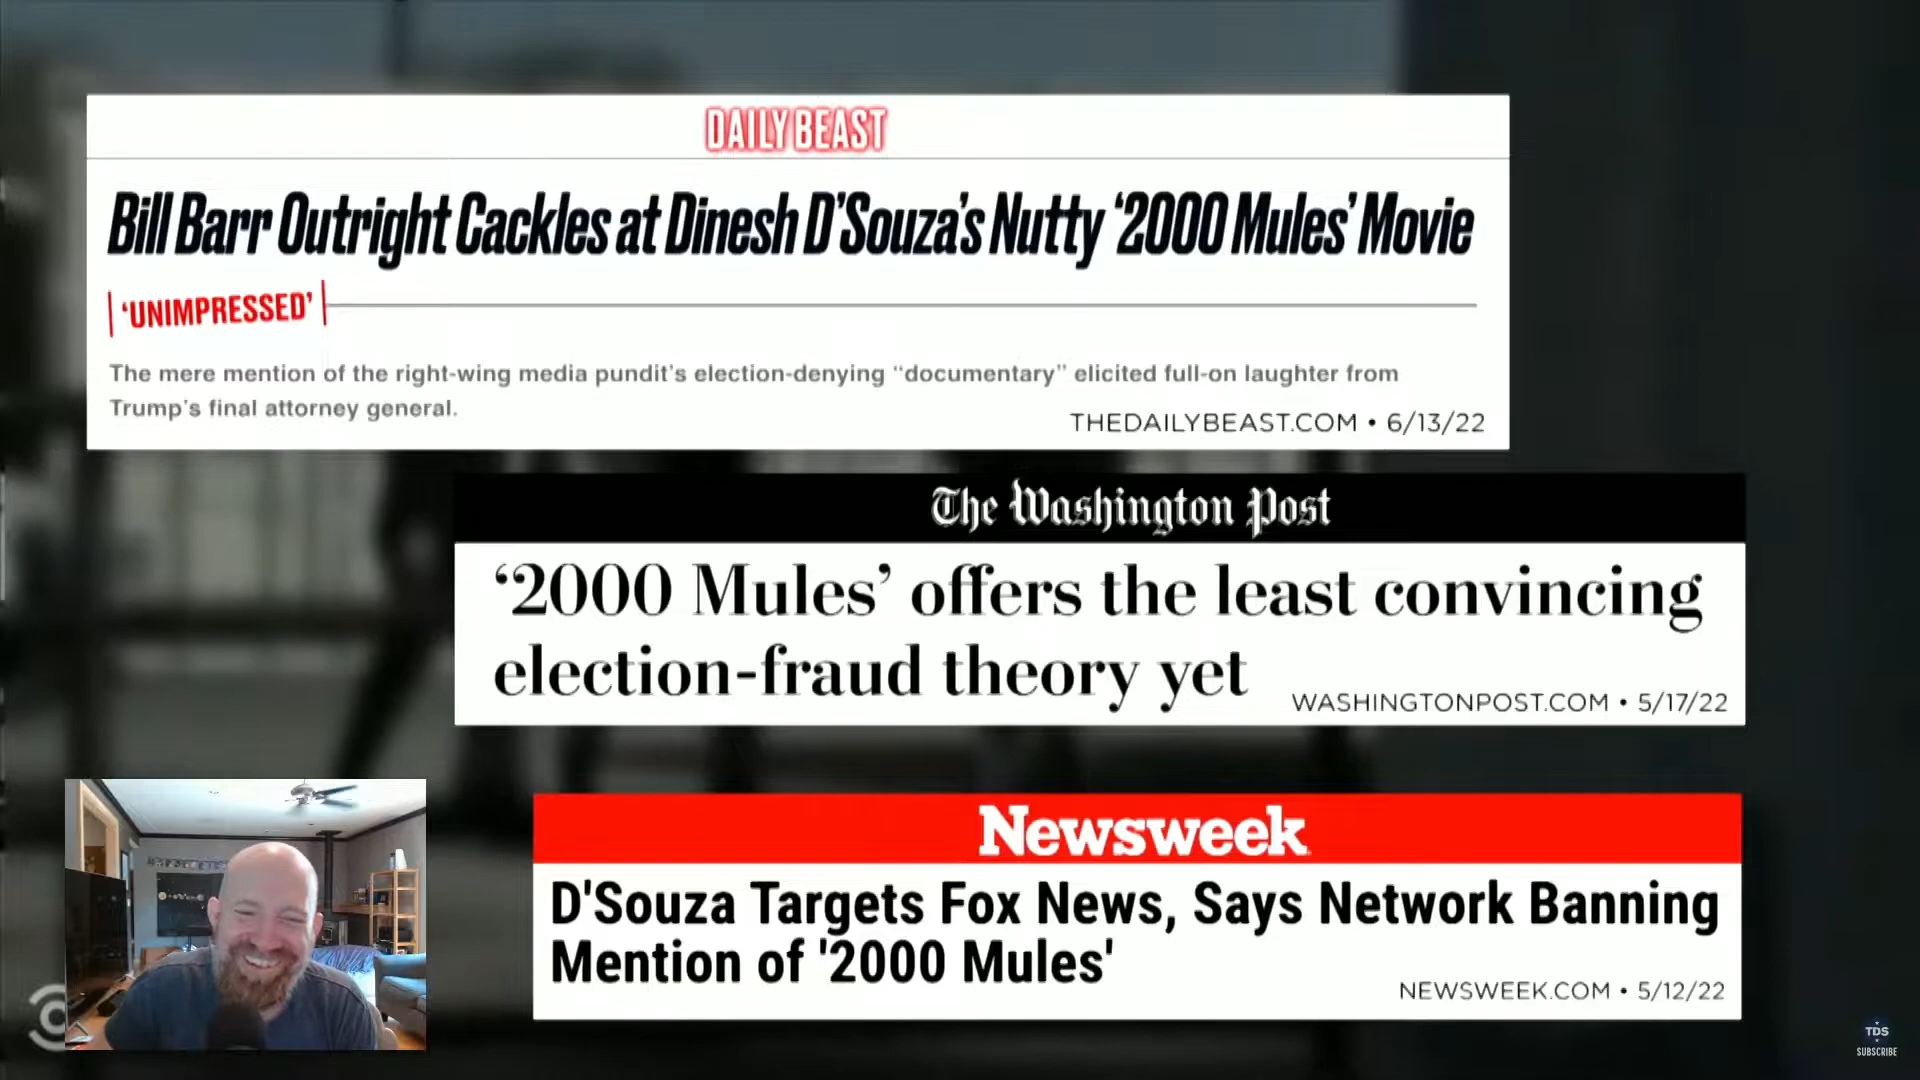 DAILY BEAST
Bill Barr Outright Cackles at Dinesh D'Souza's Nutty ‘2000 Mules’ Movie
‘UNIMPRESSED’
The mere mention of the right-wing media pundit's election-denying “documentary” elicited full-on laughter from
Trump's final attorney general.
THEDAILYBEAST.COM • 6/13/22
The Washington Post
‘2000 Mules’ offers the least convincing
election-fraud theory yet
WASHINGTONPOST.COM • 5/17/22
Newsweek
D'Souza Targets Fox News, Says Network Banning
Mention of '2000 Mules'
NEWSWEEK.COM • 5/12/22
TDS
SUBSCRIBE